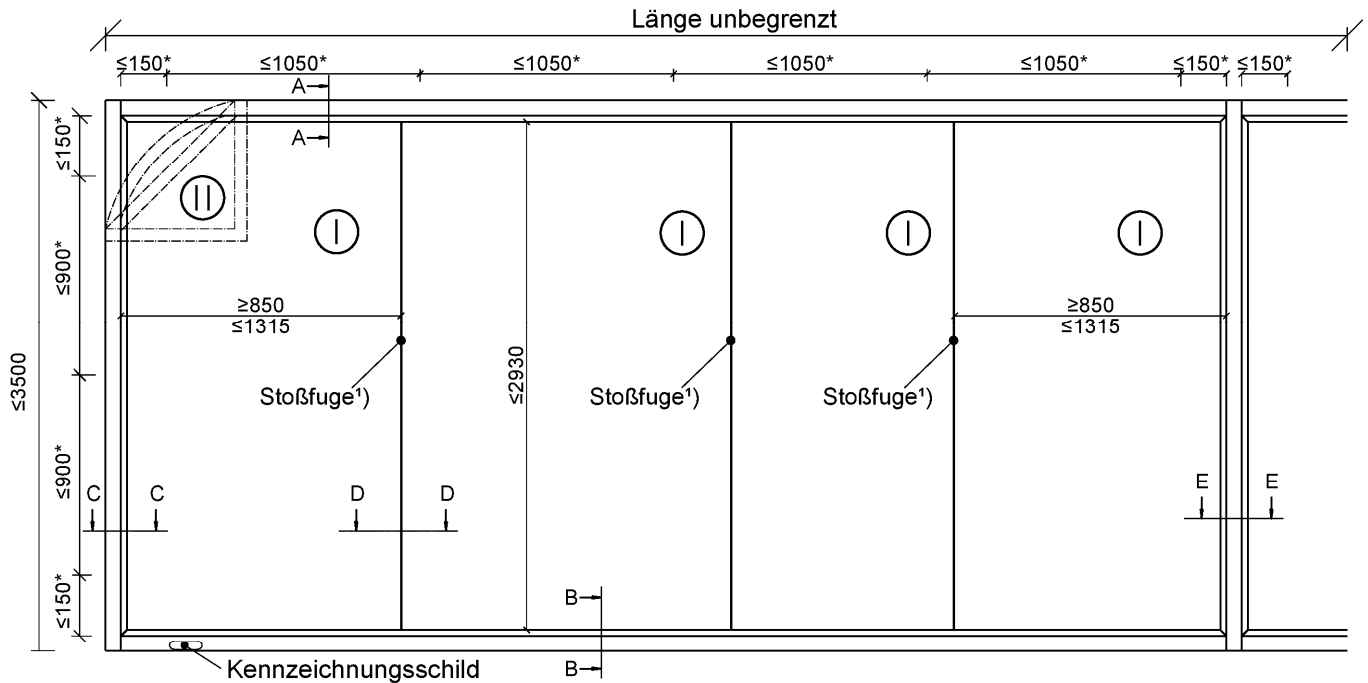 Länge unbegrenzt
≤150* ≤1050* ≤1050* ≤1050* ≤1050* ≤150* ≤150*
A
A
≤150*
II
I I I I
≤900*
≥850 ≥850
≤1315 ≤1315
≤3500
≤2930
Stoßfuge¹) Stoßfuge¹) Stoßfuge¹)
≤900*
C C D D E E
≤150*
B
B
Kennzeichnungsschild